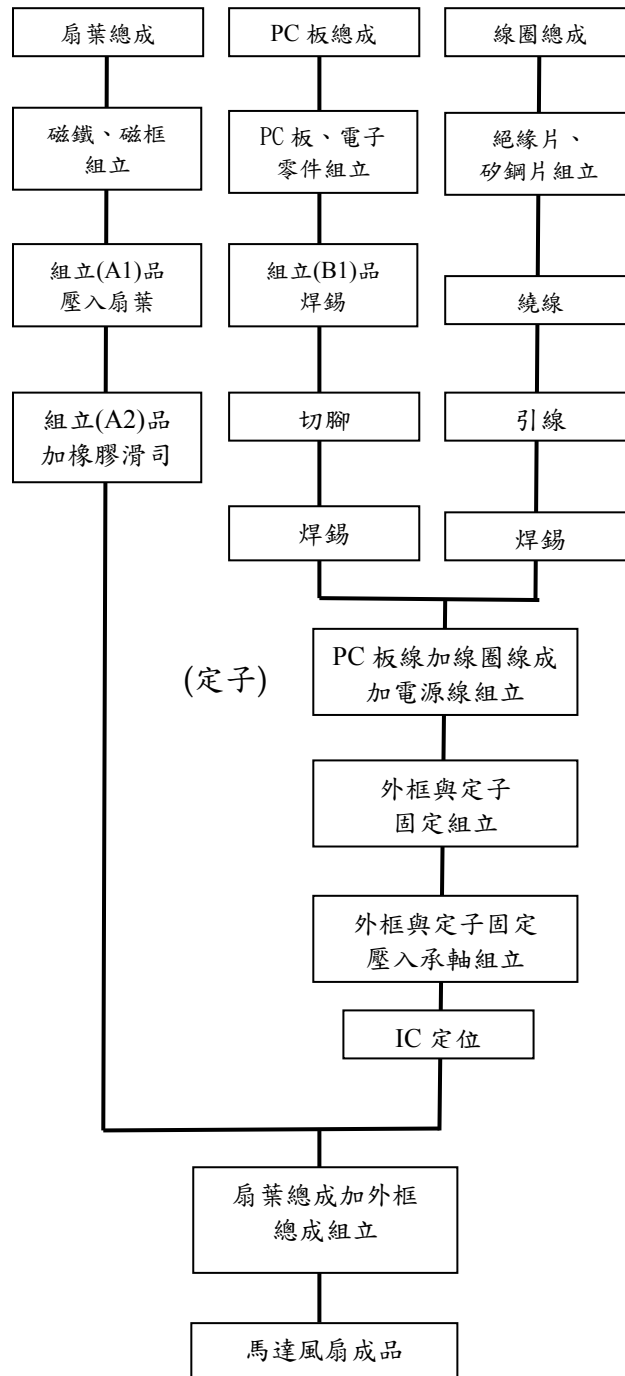 扇葉總成
磁鐵、磁框
組立
組立(A1)品
壓入扇葉
組立(A2)品
加橡膠滑司
PC 板總成
PC 板、電子
零件組立
組立(B1)品
焊錫
切腳
焊錫
線圈總成
絕緣片、
矽鋼片組立
繞線
引線
焊錫
(定子)
PC 板線加線圈線成
加電源線組立
外框與定子
固定組立
外框與定子固定
壓入承軸組立
IC 定位
扇葉總成加外框
總成組立
馬達風扇成品